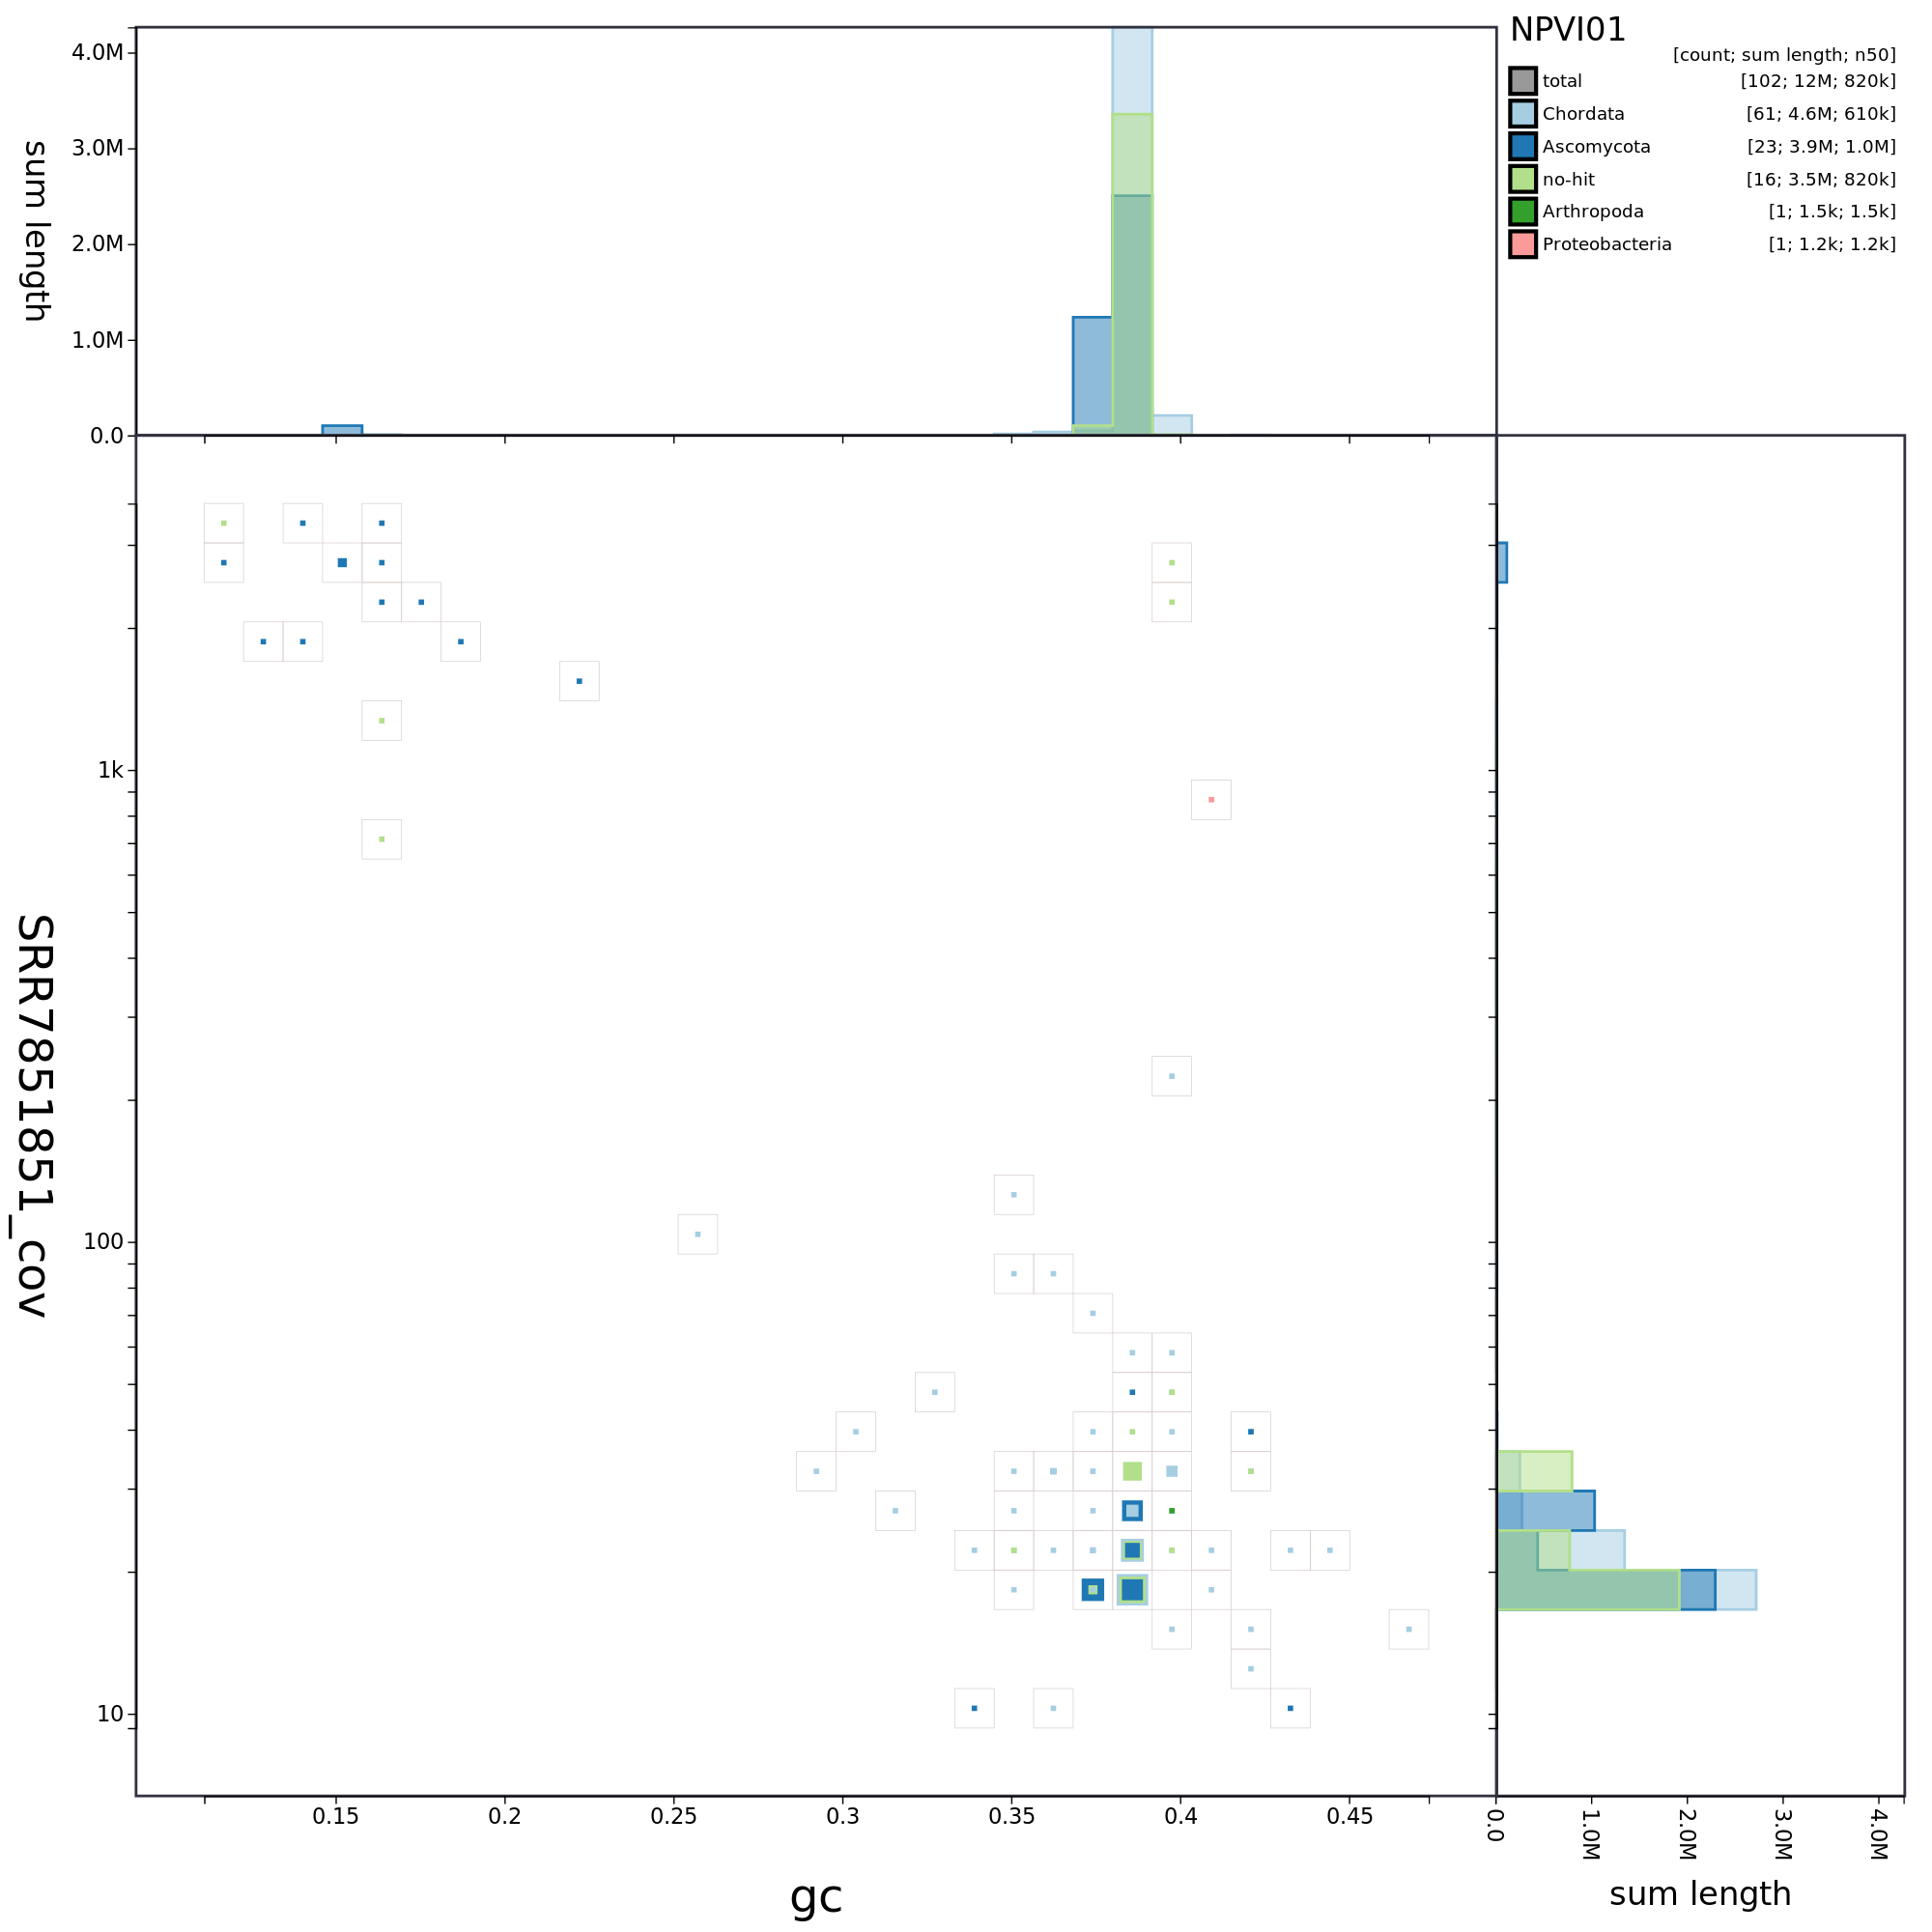 NPVI01
[count; sum length; n50]
total [102; 12M; 820k]
Chordata [61; 4.6M; 610k]
Ascomycota [23; 3.9M; 1.0M]
no-hit [16; 3.5M; 820k]
Arthropoda [1; 1.5k; 1.5k]
Proteobacteria [1; 1.2k; 1.2k]
sum length
4.0M
3.0M
2.0M
1.0M
0.0
SRR7851851_cov
1k
100
10
0.15 0.2 0.25 0.3 0.35 0.4 0.45
gc
0.0 1.0M 2.0M 3.0M 4.0M
sum length